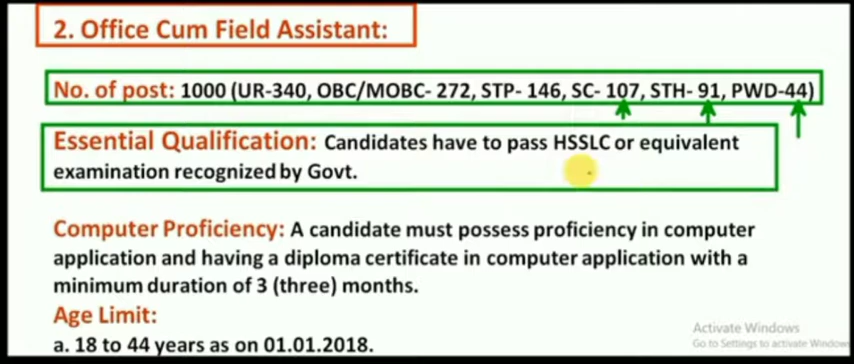 2. Office Cum Field Assistant:
No. of post: 1000 (UR-340, OBC/MOBC- 272, STP- 146, SC- 107, STH- 91, PWD-44)
Essential Qualification: Candidates have to pass HSSLC or equivalent
examination recognized by Govt.
Computer Proficiency: A candidate must possess proficiency in computer
application and having a diploma certificate in computer application with a
minimum duration of 3 (three) months.
Age Limit:
a. 18 to 44 years as on 01.01.2018.
Activate Windows
Go to Settings to activate Windows